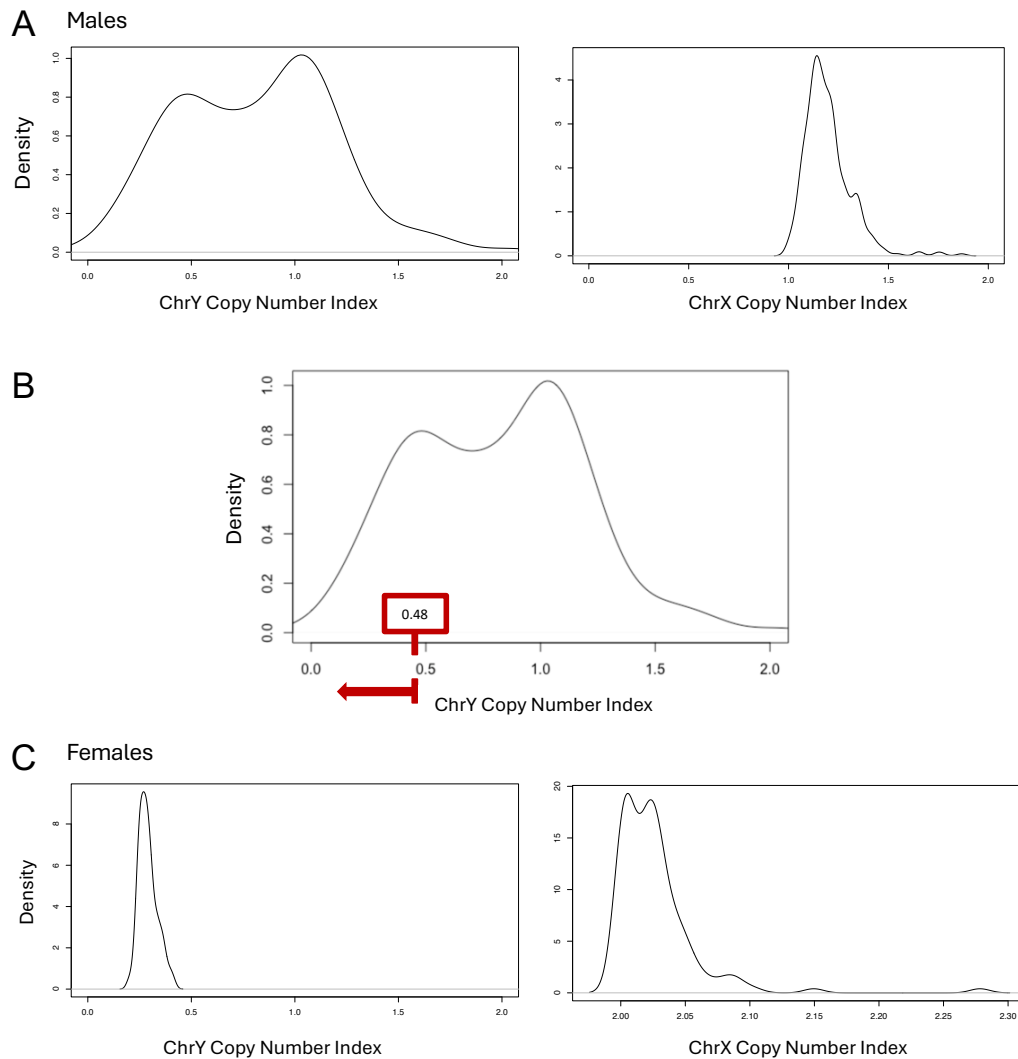 A Males
Density
1.0
0.8
0.6
0.4
0.2
0.0
0.0 0.5 1.0 1.5 2.0
ChrY Copy Number Index
4
3
2
1
0
0.0 0.5 1.0 1.5 2.0
ChrX Copy Number Index
B
Density
1.0
0.8
0.6
0.4
0.2
0.0
0.48
0.0 0.5 1.0 1.5 2.0
ChrY Copy Number Index
C Females
Density
8
6
4
2
0
0.0 0.5 1.0 1.5 2.0
ChrY Copy Number Index
20
15
10
5
0
2.00 2.05 2.10 2.15 2.20 2.25 2.30
ChrX Copy Number Index